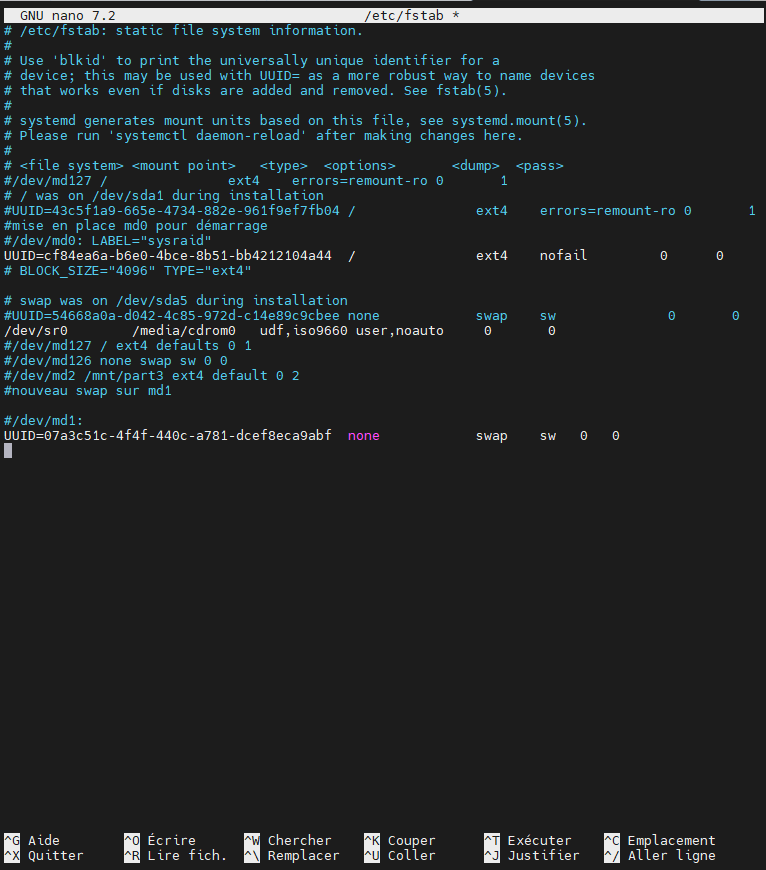 GNU nano 7.2 /etc/fstab *
# /etc/fstab: static file system information.
#
# Use 'blkid' to print the universally unique identifier for a
# device; this may be used with UUID= as a more robust way to name devices
# that works even if disks are added and removed. See fstab(5).
#
# systemd generates mount units based on this file, see systemd.mount(5).
# Please run 'systemctl daemon-reload' after making changes here.
#
# <file system> <mount point> <type> <options> <dump> <pass>
#/dev/md127 / ext4 errors=remount-ro 0 1
# / was on /dev/sda1 during installation
#UUID=43c5f1a9-665e-4734-882e-961f9ef7fb04 / ext4 errors=remount-ro 0 1
#mise en place md0 pour démarrage
#/dev/md0: LABEL="sysraid"
UUID=cf84ea6a-b6e0-4bce-8b51-bb4212104a44 / ext4 nofail 0 0
# BLOCK_SIZE="4096" TYPE="ext4"
# swap was on /dev/sda5 during installation
#UUID=54668a0a-d042-4c85-972d-c14e89c9cbee none swap sw 0 0
/dev/sr0 /media/cdrom0 udf,iso9660 user,noauto 0 0
#/dev/md127 / ext4 defaults 0 1
#/dev/md126 none swap sw 0 0
#/dev/md2 /mnt/part3 ext4 default 0 2
#nouveau swap sur md1
#/dev/md1:
UUID=07a3c51c-4f4f-440c-a781-dcef8eca9abf none swap sw 0 0
^G Aide ^O Écrire ^W Chercher ^K Couper ^T Exécuter ^C Emplacement
^X Quitter ^R Lire fich. ^\ Remplacer ^U Coller ^J Justifier ^/ Aller ligne